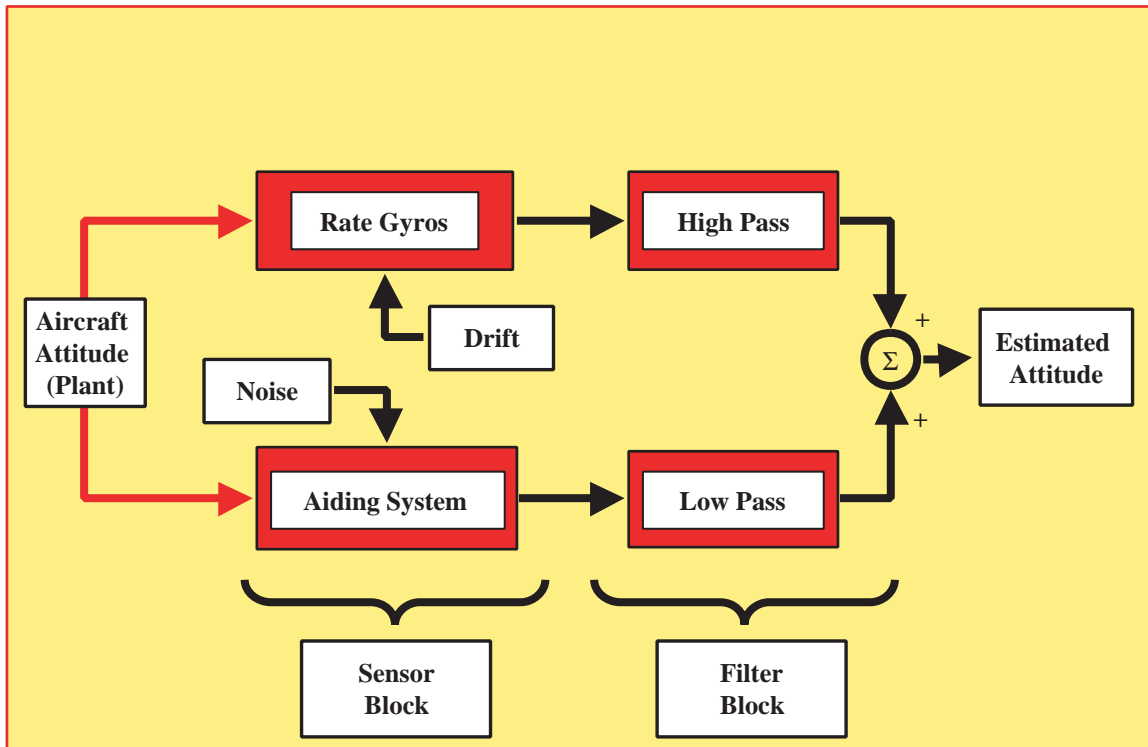 Rate Gyros
High Pass
Aircraft
Attitude
(Plant)
Drift
+
Σ
Estimated
Attitude
Noise
+
Aiding System
Low Pass
Sensor
Block
Filter
Block